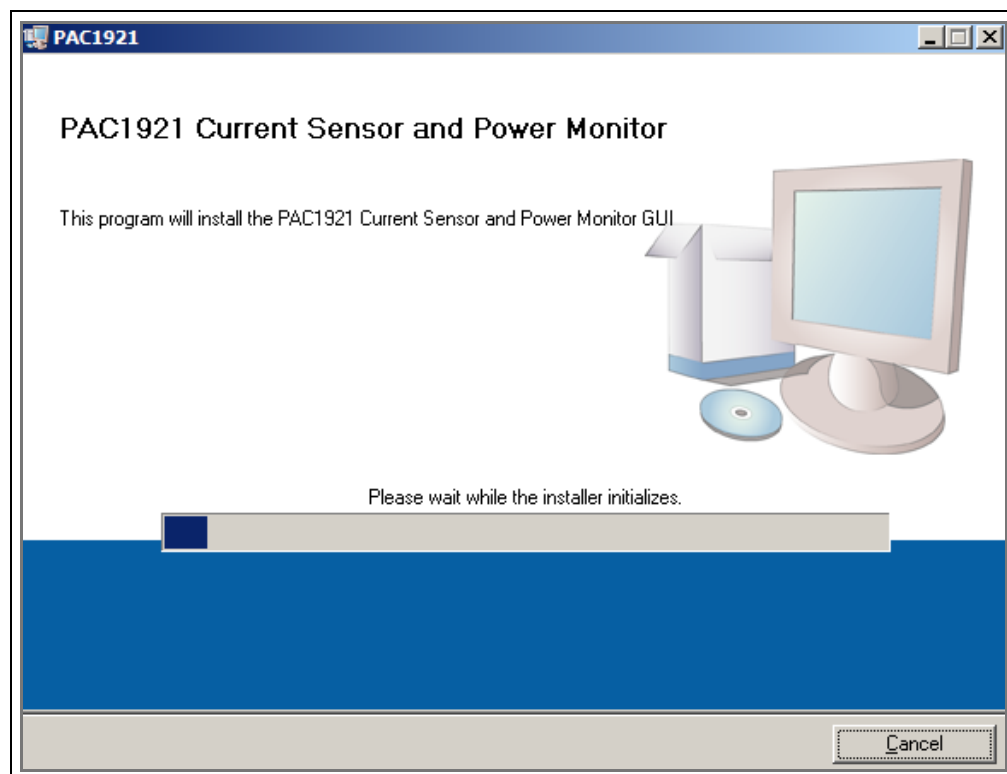 PAC1921
PAC1921 Current Sensor and Power Monitor
This program will install the PAC1921 Current Sensor and Power Monitor GUI
Please wait while the installer initializes.
Cancel